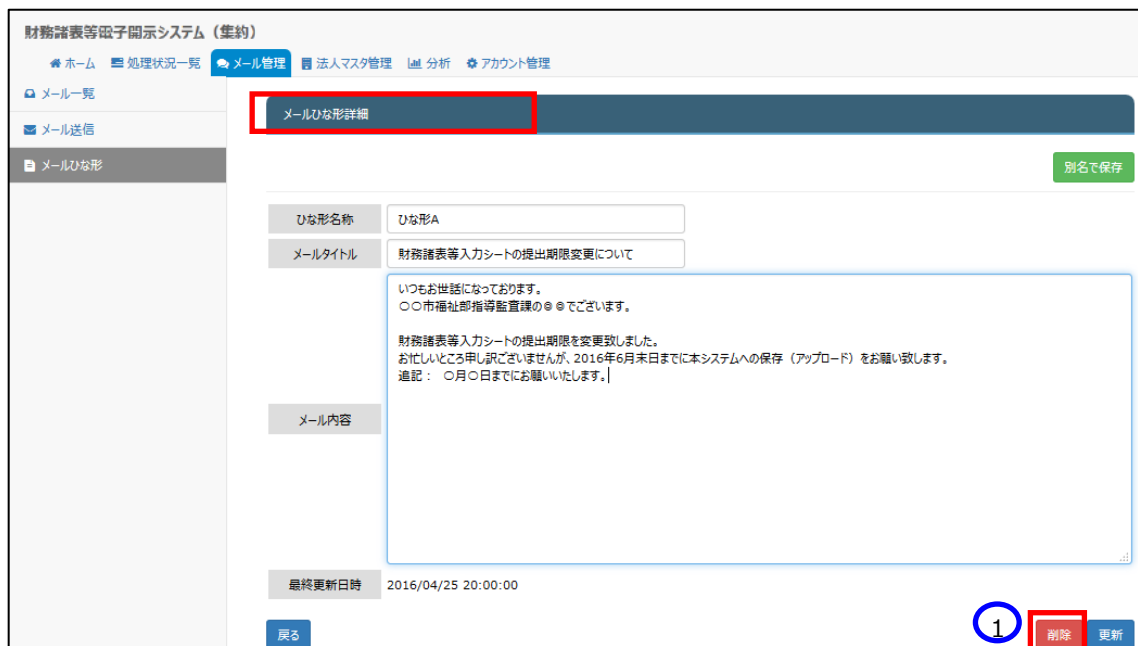 財務諸表等電子開示システム（集約）
ホーム 処理状況一覧 メール管理 法人マスタ管理 分析 アカウント管理
メール一覧
メール送信
メールひな形
メールひな形詳細
別名で保存
ひな形名称 ひな形A
メールタイトル 財務諸表等入力シートの提出期限変更について
いつもお世話になっております。
〇〇市福祉部指導監査課の◎◎でございます。
財務諸表等入力シートの提出期限を変更致しました。
お忙しいところ申し訳ございませんが、2016年6月末日までに本システムへの保存（アップロード）をお願い致します。
追記： 〇月〇日までにお願いいたします。
メール内容
最終更新日時 2016/04/25 20:00:00
戻る 1 削除 更新